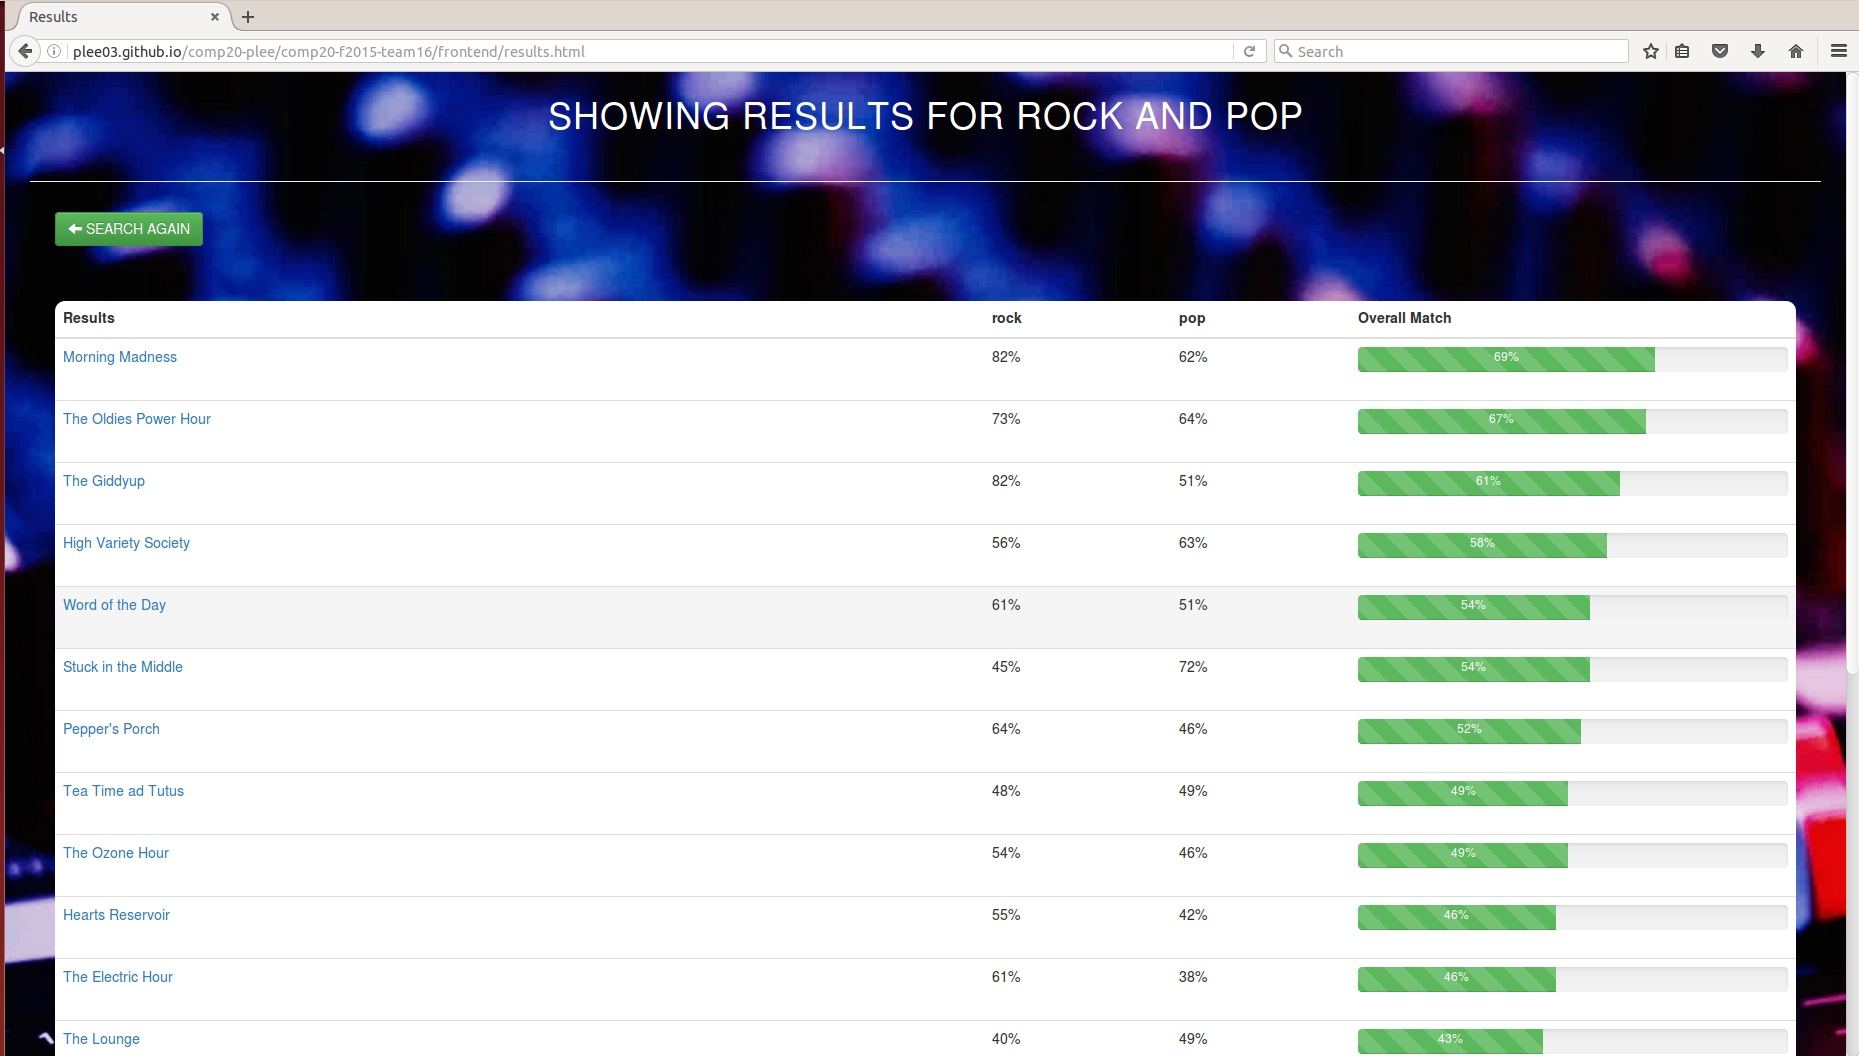 Results
plee03.github.io/comp20-plee/comp20-f2015-team16/frontend/results.html
Search
SHOWING RESULTS FOR ROCK AND POP
SEARCH AGAIN
Results rock pop Overall Match
Morning Madness 82% 62% 69%
The Oldies Power Hour 73% 64% 67%
The Giddyup 82% 51% 61%
High Variety Society 56% 63% 58%
Word of the Day 61% 51% 54%
Stuck in the Middle 45% 72% 54%
Pepper's Porch 64% 46% 52%
Tea Time ad Tutus 48% 49% 49%
The Ozone Hour 54% 46% 49%
Hearts Reservoir 55% 42% 46%
The Electric Hour 61% 38% 46%
The Lounge 40% 49% 43%